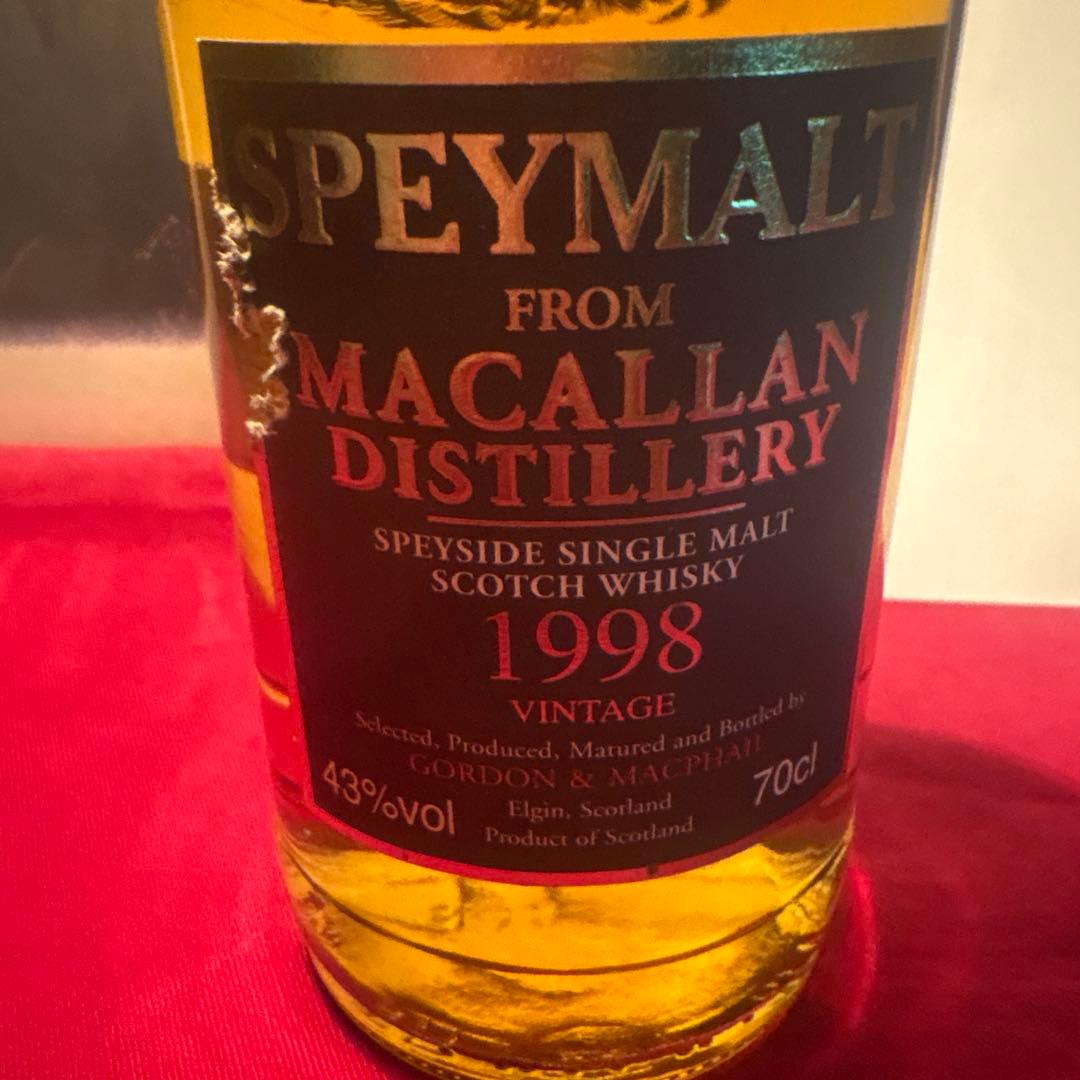 SPEYMALT
FROM
MACALLAN
DISTILLERY
SPEYSIDE SINGLE MALT
SCOTCH WHISKY
1998
VINTAGE
Selected, Produced, Matured and Bottled by
GORDON & MACPHAIL
43%vol
70cl
Elgin, Scotland
Product of Scotland